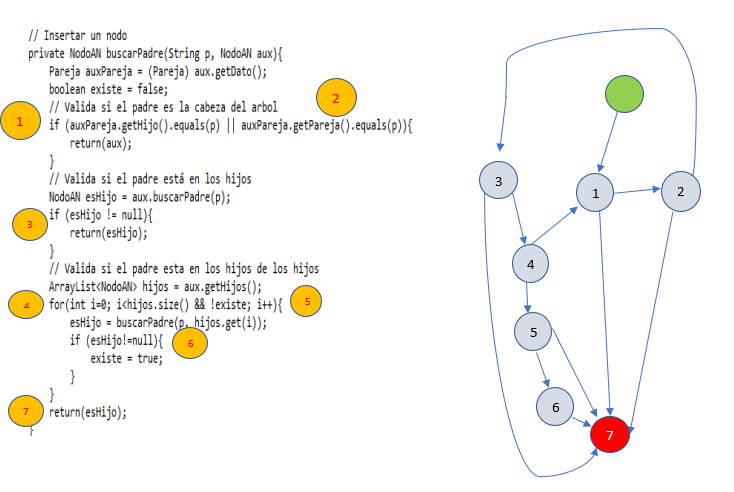 // Insertar un nodo
private NodoAN buscarPadre(String p, NodoAN aux){
Pareja auxPareja = (Pareja) aux.getDato();
boolean existe = false;
// Valida si el padre es la cabeza del arbol
2
1
if (auxPareja.getHijo().equals(p) || auxPareja.getPareja().equals(p)){
return(aux);
}
// Valida si el padre está en los hijos
NodoAN esHijo = aux.buscarPadre(p);
3
if (esHijo != null){
return(esHijo);
}
// Valida si el padre esta en los hijos de los hijos
ArrayList<NodoAN> hijos = aux.getHijos();
4
for(int i=0; i<hijos.size() && !existe; i++){
5
esHijo = buscarPadre(p, hijos.get(i));
if (esHijo!=null){
6
existe = true;
}
}
7
return(esHijo);
}
3
1
2
4
5
6
7